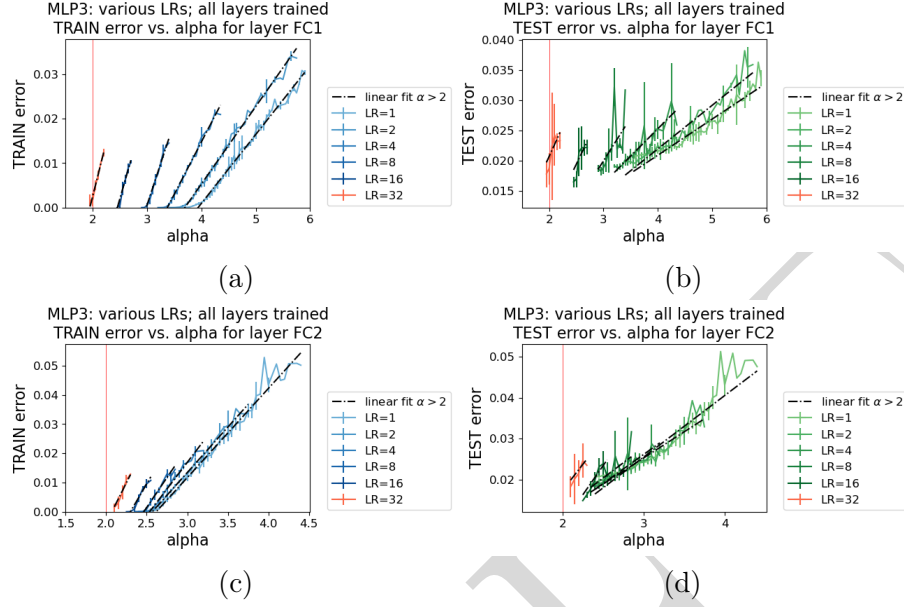 MLP3: various LRs; all layers trained
TRAIN error vs. alpha for layer FC1
TRAIN error
0.03
0.02
0.01
0.00
2
3
4
5
6
alpha
linear fit α > 2
LR=1
LR=2
LR=4
LR=8
LR=16
LR=32
(a)
MLP3: various LRs; all layers trained
TEST error vs. alpha for layer FC1
TEST error
0.040
0.035
0.030
0.025
0.020
0.015
2
3
4
5
6
alpha
linear fit α > 2
LR=1
LR=2
LR=4
LR=8
LR=16
LR=32
(b)
MLP3: various LRs; all layers trained
TRAIN error vs. alpha for layer FC2
TRAIN error
0.05
0.04
0.03
0.02
0.01
0.00
1.5
2.0
2.5
3.0
3.5
4.0
4.5
alpha
linear fit α > 2
LR=1
LR=2
LR=4
LR=8
LR=16
LR=32
(c)
MLP3: various LRs; all layers trained
TEST error vs. alpha for layer FC2
TEST error
0.05
0.04
0.03
0.02
2
3
4
alpha
linear fit α > 2
LR=1
LR=2
LR=4
LR=8
LR=16
LR=32
(d)